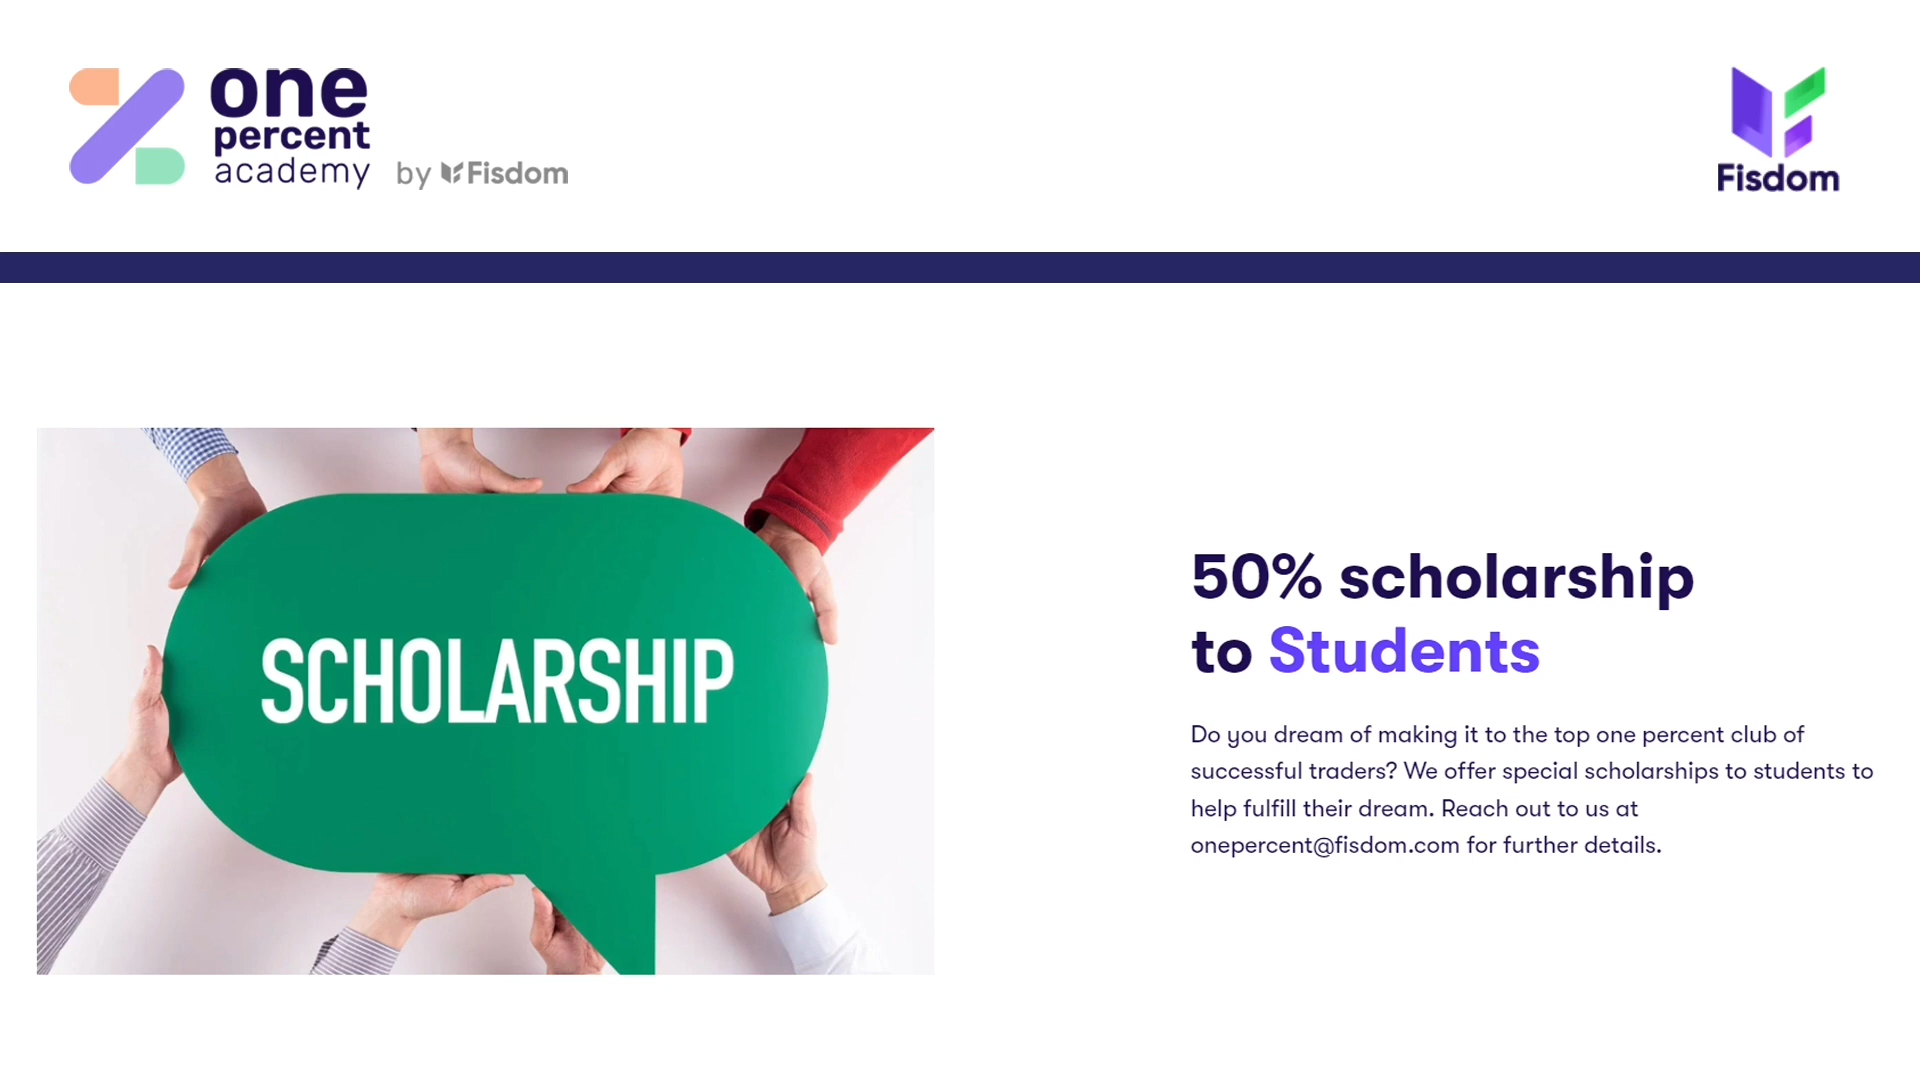 one
percent
academy by Fisdom
Fisdom
SCHOLARSHIP
50% scholarship
to Students
Do you dream of making it to the top one percent club of
successful traders? We offer special scholarships to students to
help fulfill their dream. Reach out to us at
onepercent@fisdom.com for further details.